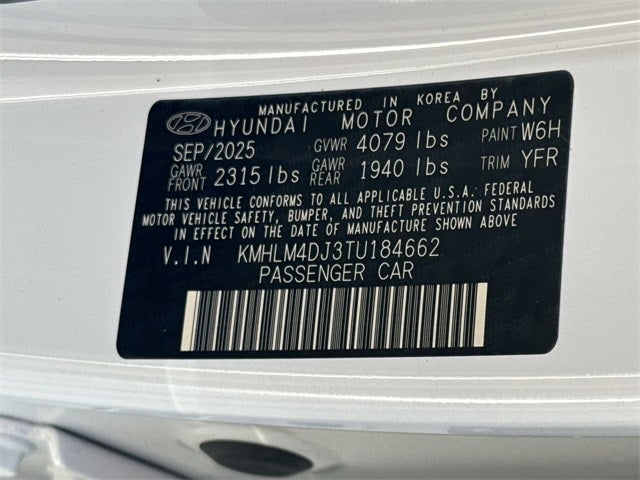 MANUFACTURED IN KOREA BY
HYUNDAI MOTOR COMPANY
SEP/2025 GVWR 4079 lbs PAINT W6H
GAWR FRONT 2315 lbs GAWR REAR 1940 lbs TRIM YFR
THIS VEHICLE CONFORMS TO ALL APPLICABLE U.S.A. FEDERAL
MOTOR VEHICLE SAFETY, BUMPER, AND THEFT PREVENTION STANDARDS
IN EFFECT ON THE DATE OF MANUFACTURE SHOWN ABOVE
V.I.N KMHLM4DJ3TU184662
PASSENGER CAR